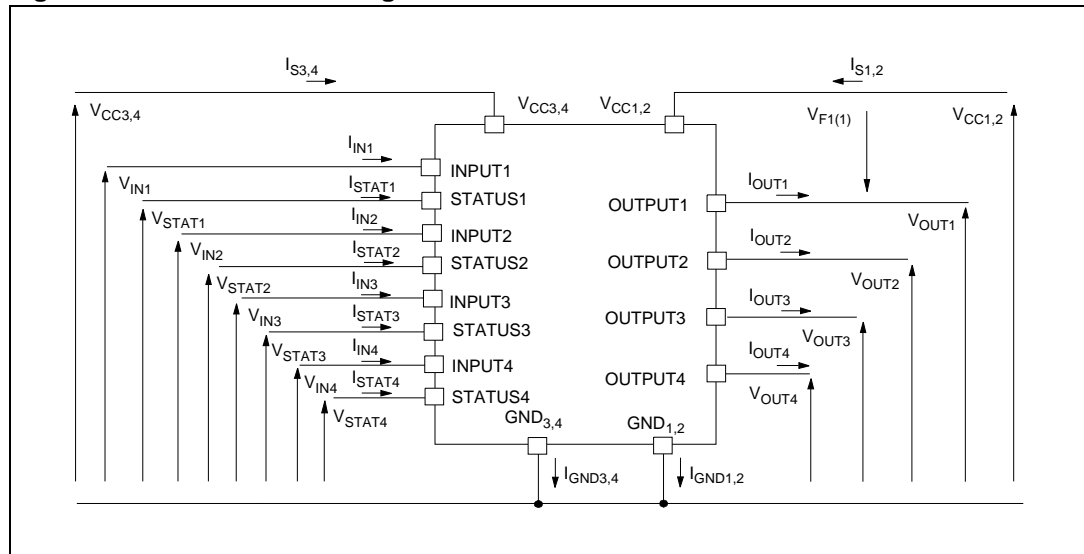 I_S3,4
I_S1,2
V_CC3,4
V_CC3,4
V_CC1,2
V_F1(1)
V_CC1,2
I_IN1
INPUT1
V_IN1
I_STAT1
STATUS1
I_OUT1
OUTPUT1
V_OUT1
V_STAT1
I_IN2
INPUT2
V_IN2
I_STAT2
STATUS2
I_OUT2
OUTPUT2
V_OUT2
V_STAT2
I_IN3
INPUT3
V_IN3
I_STAT3
STATUS3
I_OUT3
OUTPUT3
V_OUT3
V_STAT3
I_IN4
INPUT4
V_IN4
I_STAT4
STATUS4
I_OUT4
OUTPUT4
V_OUT4
V_STAT4
GND_3,4
GND_1,2
I_GND3,4
I_GND1,2